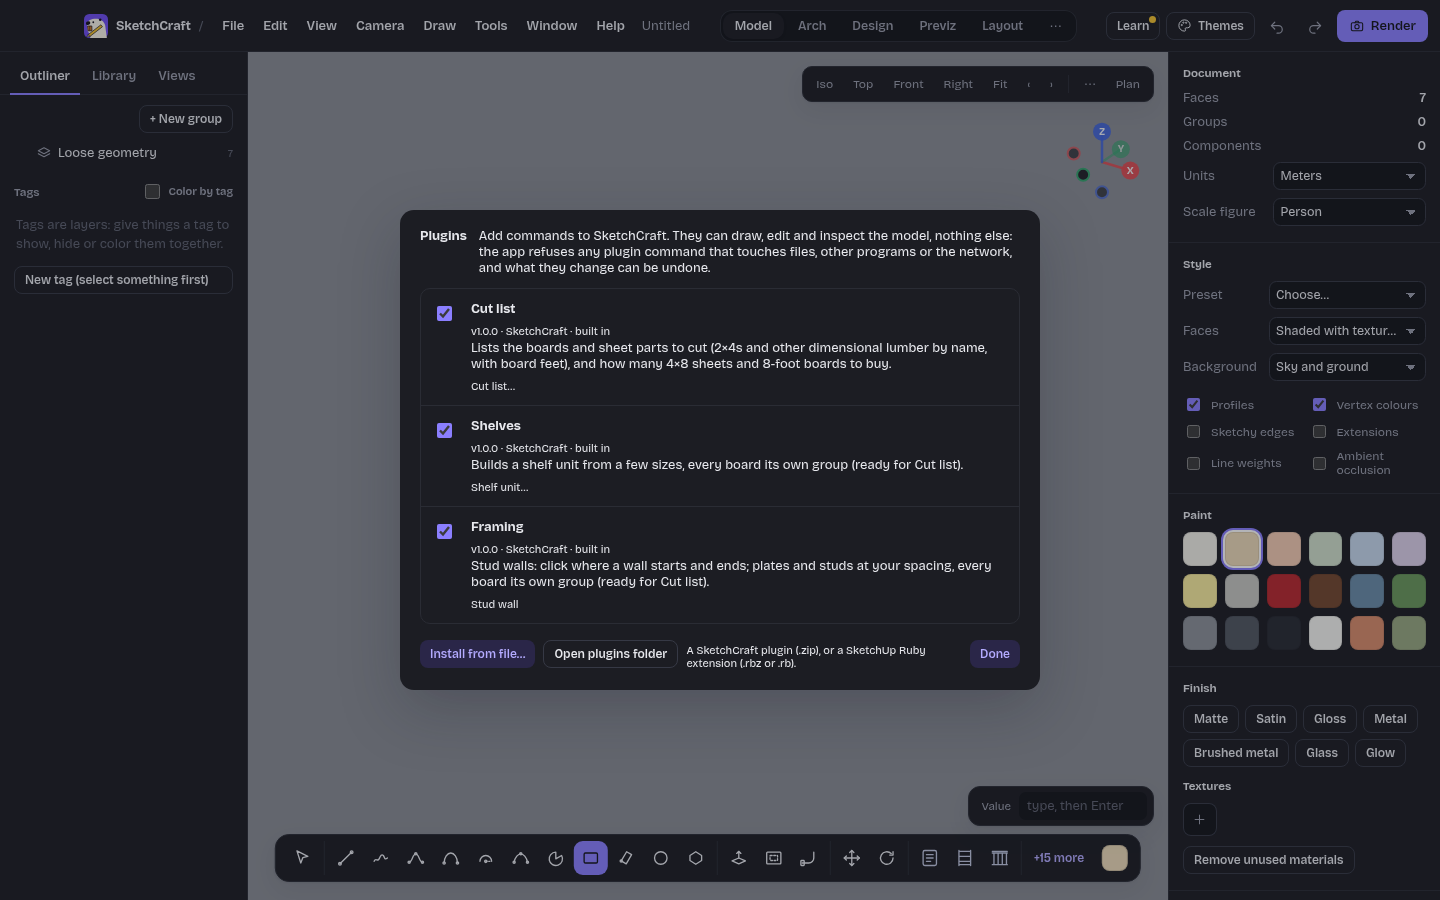 SketchCraft / File Edit View Camera Draw Tools Window Help Untitled Model Arch Design Previz Layout ··· Learn Themes Render
Outliner Library Views
+ New group
Loose geometry 7
Tags Color by tag
Tags are layers: give things a tag to
show, hide or color them together.
New tag (select something first)
Iso Top Front Right Fit ‹ › ··· Plan
Z
Y
X
Plugins
Add commands to SketchCraft. They can draw, edit and inspect the model, nothing else:
the app refuses any plugin command that touches files, other programs or the network,
and what they change can be undone.
Cut list
v1.0.0 · SketchCraft · built in
Lists the boards and sheet parts to cut (2×4s and other dimensional lumber by name,
with board feet), and how many 4×8 sheets and 8-foot boards to buy.
Cut list...
Shelves
v1.0.0 · SketchCraft · built in
Builds a shelf unit from a few sizes, every board its own group (ready for Cut list).
Shelf unit...
Framing
v1.0.0 · SketchCraft · built in
Stud walls: click where a wall starts and ends; plates and studs at your spacing, every
board its own group (ready for Cut list).
Stud wall
Install from file... Open plugins folder
A SketchCraft plugin (.zip), or a SketchUp Ruby
extension (.rbz or .rb).
Done
Value type, then Enter
+15 more
Document
Faces 7
Groups 0
Components 0
Units Meters
Scale figure Person
Style
Preset Choose...
Faces Shaded with textur...
Background Sky and ground
Profiles Vertex colours
Sketchy edges Extensions
Line weights Ambient
occlusion
Paint
Finish
Matte Satin Gloss Metal
Brushed metal Glass Glow
Textures
+
Remove unused materials